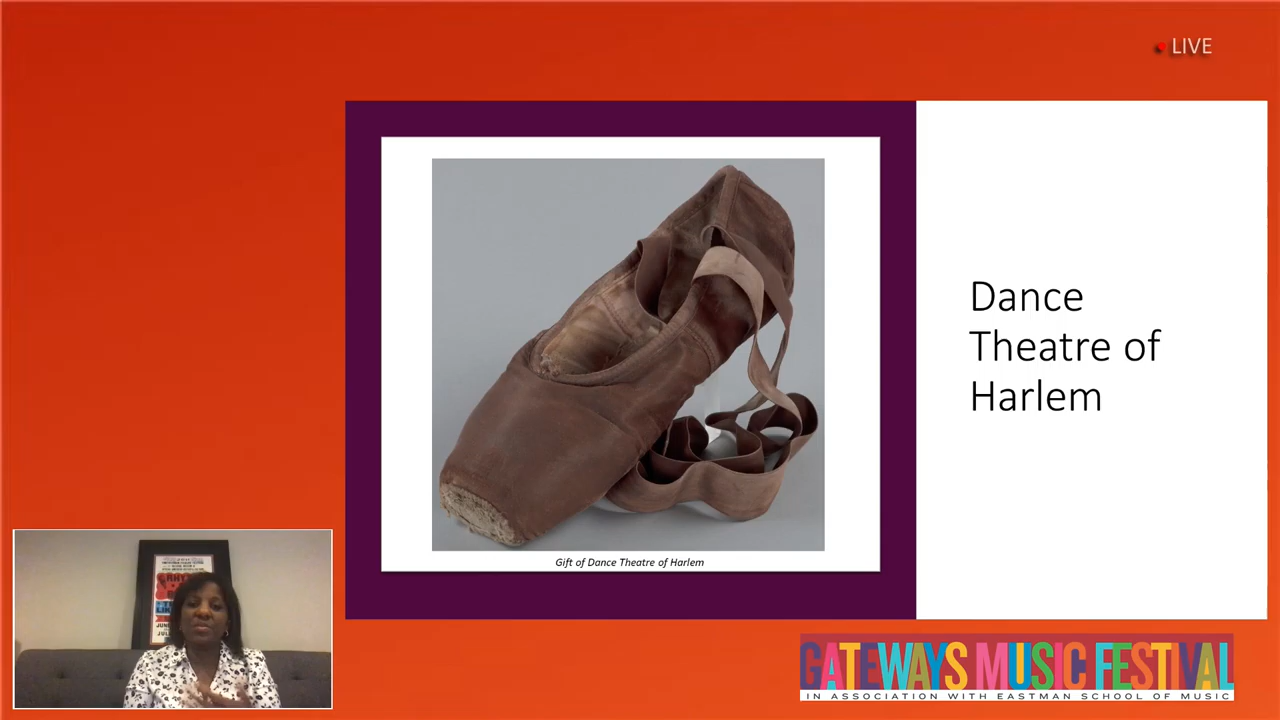 LIVE
Dance
Theatre of
Harlem
Gift of Dance Theatre of Harlem
GATEWAYS MUSIC FESTIVAL
IN ASSOCIATION WITH EASTMAN SCHOOL OF MUSIC